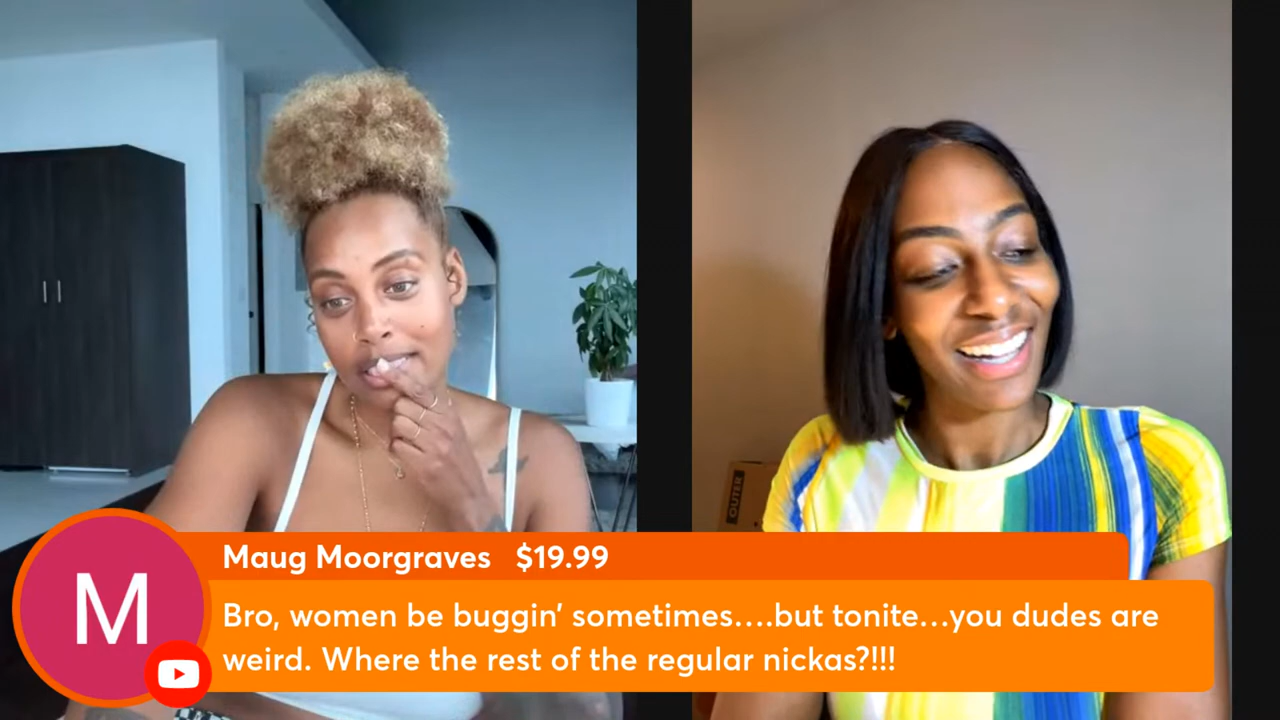 OUTER
Maug Moorgraves $19.99
M
Bro, women be buggin’ sometimes....but tonite...you dudes are
weird. Where the rest of the regular nickas?!!!